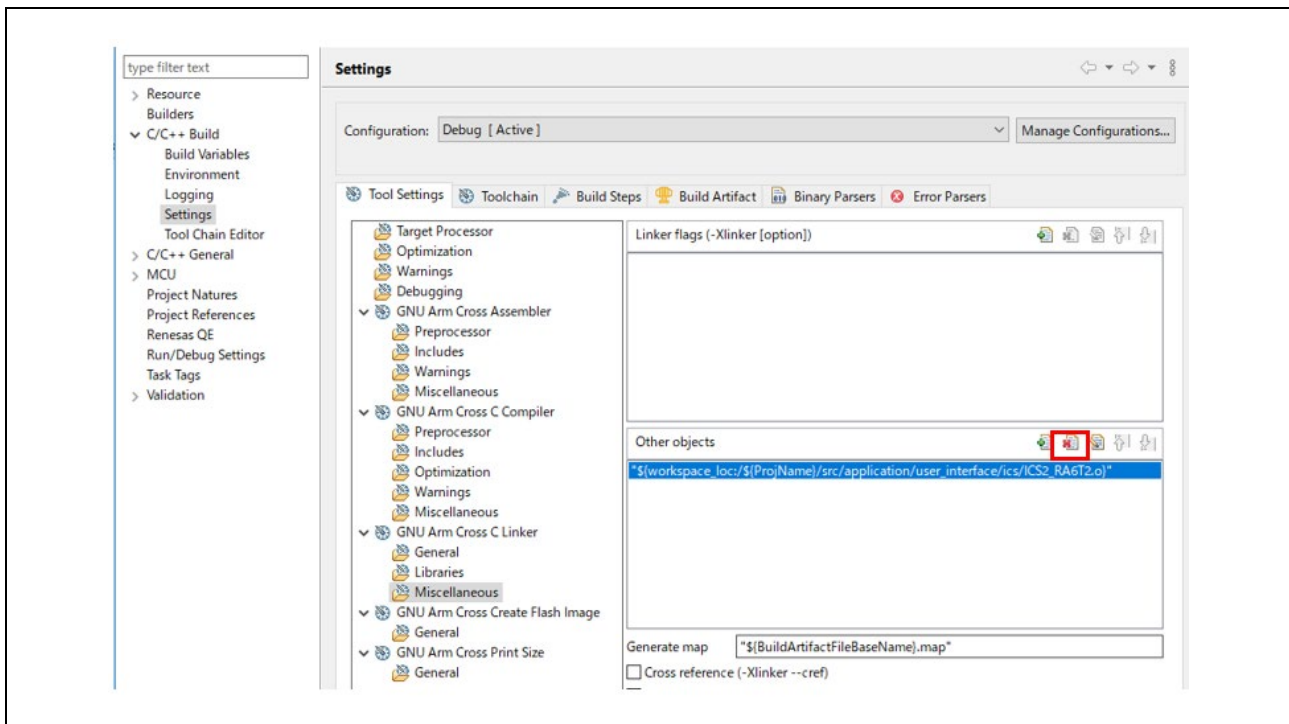 type filter text
Resource
Builders
C/C++ Build
Build Variables
Environment
Logging
Settings
Tool Chain Editor
C/C++ General
MCU
Project Natures
Project References
Renesas QE
Run/Debug Settings
Task Tags
Validation
Settings
Configuration: Debug [ Active ] Manage Configurations...
Tool Settings Toolchain Build Steps Build Artifact Binary Parsers Error Parsers
Target Processor
Optimization
Warnings
Debugging
GNU Arm Cross Assembler
Preprocessor
Includes
Warnings
Miscellaneous
GNU Arm Cross C Compiler
Preprocessor
Includes
Optimization
Warnings
Miscellaneous
GNU Arm Cross C Linker
General
Libraries
Miscellaneous
GNU Arm Cross Create Flash Image
General
GNU Arm Cross Print Size
General
Linker flags (-Xlinker [option])
Other objects
"${workspace_loc:/${ProjName}/src/application/user_interface/ics/ICS2_RA6T2.o}"
Generate map "${BuildArtifactFileBaseName}.map"
Cross reference (-Xlinker --cref)